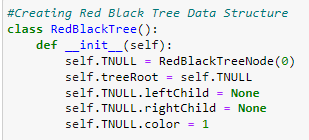 #Creating Red Black Tree Data Structure
class RedBlackTree():
    def __init__(self):
        self.TNULL = RedBlackTreeNode(0)
        self.treeRoot = self.TNULL
        self.TNULL.leftChild = None
        self.TNULL.rightChild = None
        self.TNULL.color = 1